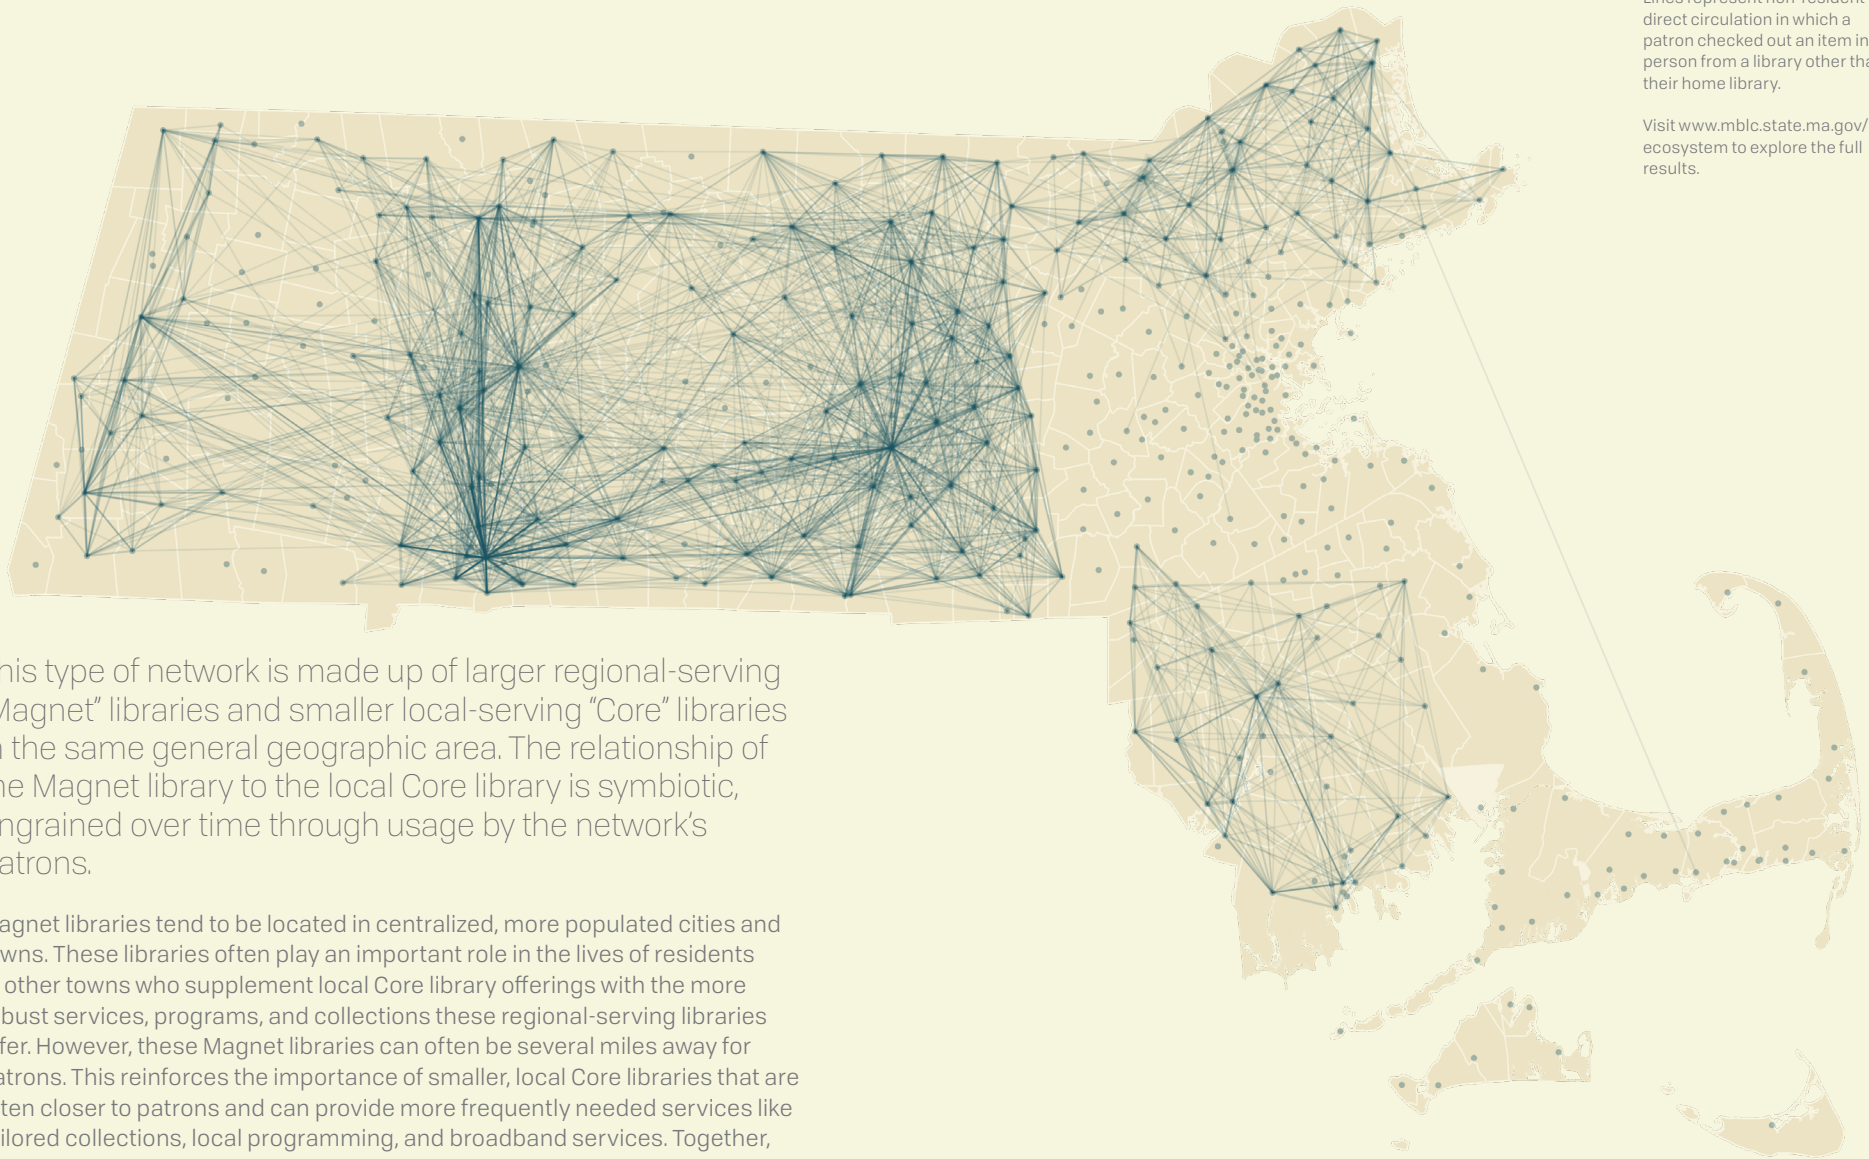 Lines represent non-resident
direct circulation in which a
patron checked out an item in
person from a library other tha
their home library.
Visit www.mblc.state.ma.gov/
ecosystem to explore the full
results.
his type of network is made up of larger regional-serving
Magnet” libraries and smaller local-serving “Core” libraries
n the same general geographic area. The relationship of
he Magnet library to the local Core library is symbiotic,
ngrained over time through usage by the network’s
atrons.
agnet libraries tend to be located in centralized, more populated cities and
wns. These libraries often play an important role in the lives of residents
other towns who supplement local Core library offerings with the more
bust services, programs, and collections these regional-serving libraries
fer. However, these Magnet libraries can often be several miles away for
atrons. This reinforces the importance of smaller, local Core libraries that are
ten closer to patrons and can provide more frequently needed services like
ilored collections, local programming, and broadband services. Together,